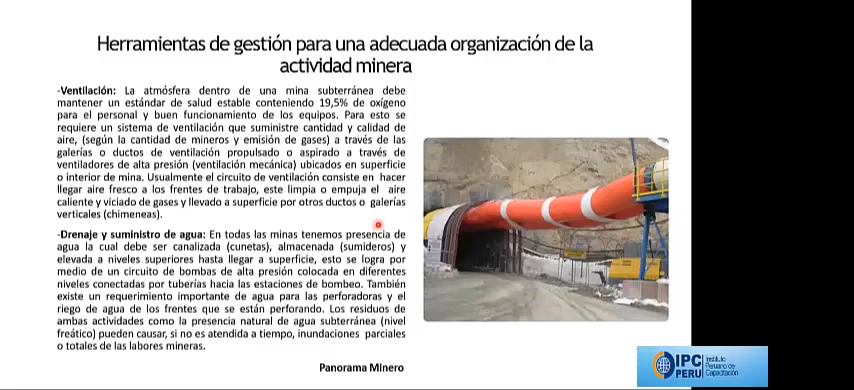 Herramientas de gestión para una adecuada organización de la
actividad minera
-Ventilación: La atmósfera dentro de una mina subterránea debe
mantener un estándar de salud estable conteniendo 19,5% de oxígeno
para el personal y buen funcionamiento de los equipos. Para esto se
requiere un sistema de ventilación que suministre cantidad y calidad de
aire, (según la cantidad de mineros y emisión de gases) a través de las
galerías o ductos de ventilación propulsado o aspirado a través de
ventiladores de alta presión (ventilación mecánica) ubicados en superficie
o interior de mina. Usualmente el circuito de ventilación consiste en hacer
llegar aire fresco a los frentes de trabajo, este limpia o empuja el aire
caliente y viciado de gases y llevado a superficie por otros ductos o galerías
verticales (chimeneas).
-Drenaje y suministro de agua: En todas las minas tenemos presencia de
agua la cual debe ser canalizada (cunetas), almacenada (sumideros) y
elevada a niveles superiores hasta llegar a superficie, esto se logra por
medio de un circuito de bombas de alta presión colocada en diferentes
niveles conectadas por tuberías hacia las estaciones de bombeo. También
existe un requerimiento importante de agua para las perforadoras y el
riego de agua de los frentes que se están perforando. Los residuos de
ambas actividades como la presencia natural de agua subterránea (nivel
freático) pueden causar, si no es atendida a tiempo, inundaciones parciales
o totales de las labores mineras.
Panorama Minero
IPC PERU
Instituto
Peruano de
Capacitación